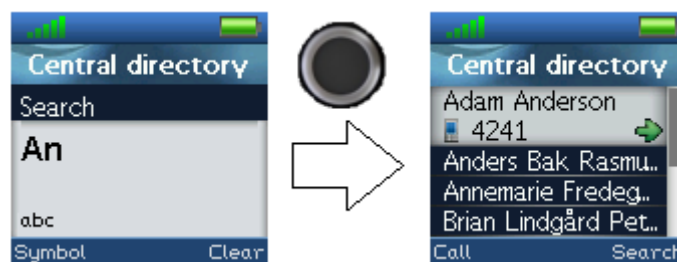 Central directory
Search
An
abc
Symbol Clear
Central directory
Adam Anderson
4241
Anders Bak Rasmu..
Annemarie Fredeg..
Brian Lindgård Pet..
Call Search